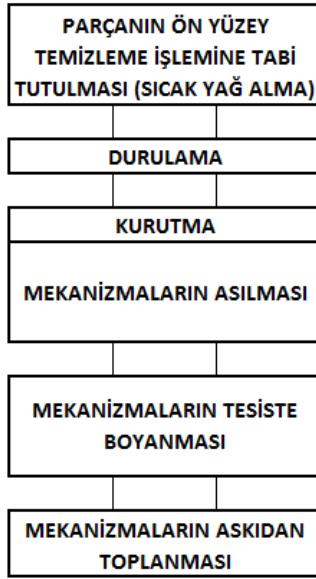 PARÇANIN ÖN YÜZEY
TEMİZLEME İŞLEMİNE TABİ
TUTULMASI (SICAK YAĞ ALMA)
DURULAMA
KURUTMA
MEKANİZMALARIN ASILMASI
MEKANİZMALARIN TESİSTE
BOYANMASI
MEKANİZMALARIN ASKIDAN
TOPLANMASI